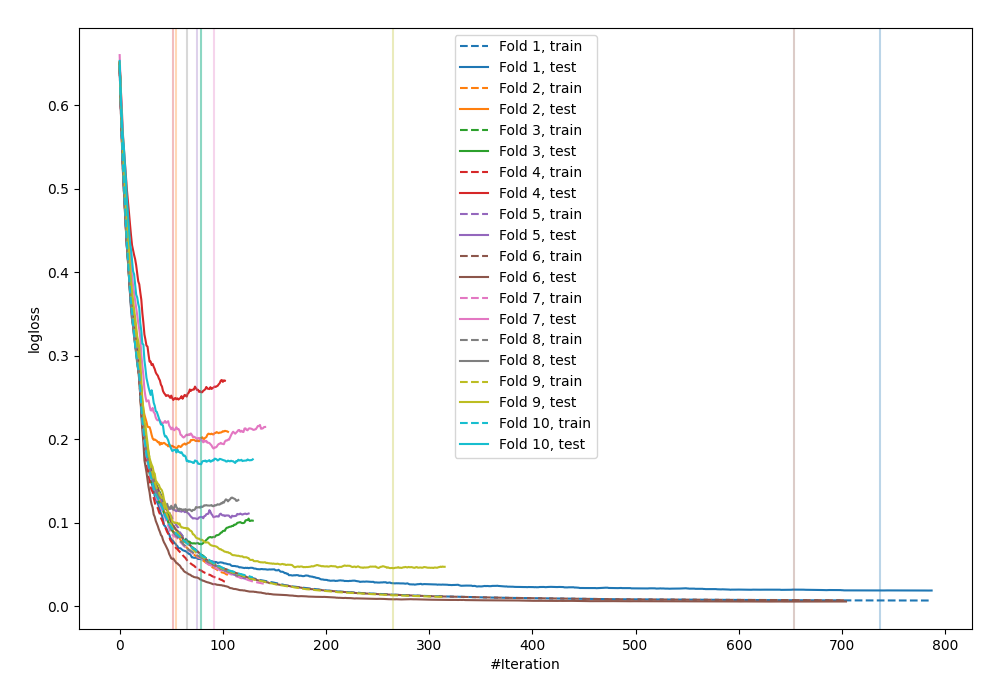 Fold 1, train
Fold 1, test
Fold 2, train
Fold 2, test
Fold 3, train
Fold 3, test
Fold 4, train
Fold 4, test
Fold 5, train
Fold 5, test
Fold 6, train
Fold 6, test
Fold 7, train
Fold 7, test
Fold 8, train
Fold 8, test
Fold 9, train
Fold 9, test
Fold 10, train
Fold 10, test
0.6
0.5
0.4
0.3
0.2
0.1
0.0
logloss
0 100 200 300 400 500 600 700 800
#Iteration